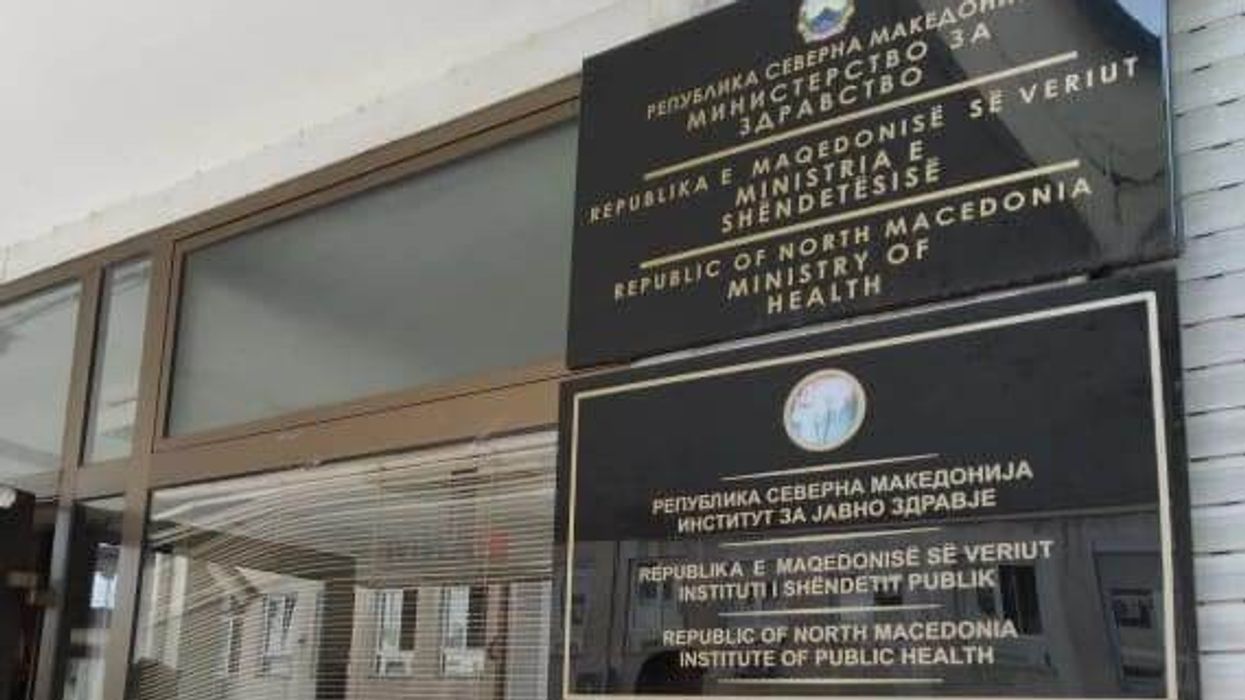 РЕПУБЛИКА СЕВЕРНА
МИНИСТЕРСТВО ЗА
ЗДРАВСТВО
REPUBLIKA E MAQEDONISË SË VERIUT
MINISTRIA E
SHËNDETËSISË
REPUBLIC OF NORTH MACEDONIA
MINISTRY OF
HEALTH
РЕПУБЛИКА СЕВЕРНА МАКЕДОНИЈА
ИНСТИТУТ ЗА ЈАВНО ЗДРАВЈЕ
REPUBLIKA E MAQEDONISË SË VERIUT
INSTITUTI I SHËNDETIT PUBLIK
REPUBLIC OF NORTH MACEDONIA
INSTITUTE OF PUBLIC HEALTH